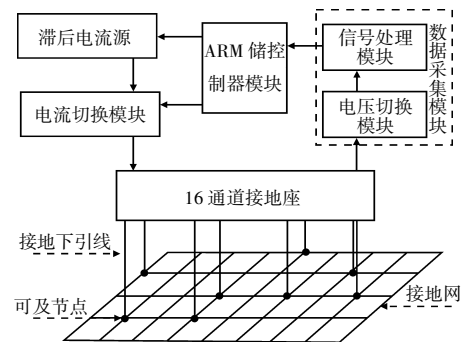 滞后电流源
ARM 储控
制器模块
信号处理
模块
数据采集模块
电流切换模块
电压切换
模块
16 通道接地座
接地下引线
可及节点
接地网